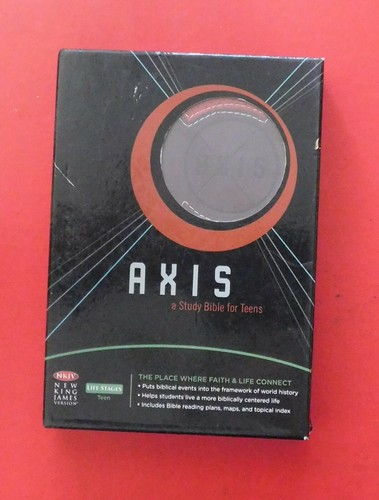 AXIS
AXIS
a Study Bible for Teens
THE PLACE WHERE FAITH & LIFE CONNECT
• Puts biblical events into the framework of world history
• Helps students live a more biblically centered life
• Includes Bible reading plans, maps, and topical index
NKJV
NEW
KING
JAMES
VERSION®
LIFE STAGES
Teen